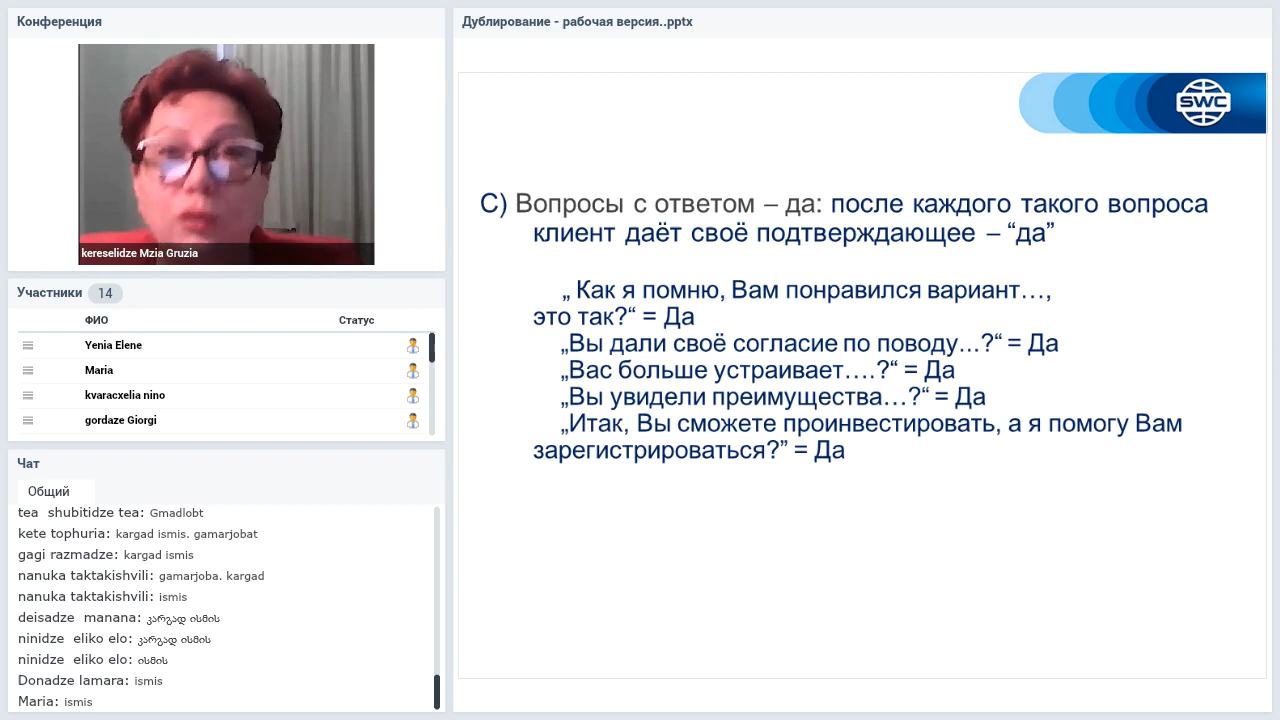 Конференция
kereselidze Mzia Gruzia
Участники 14
ФИО Статус
Yenia Elene
Maria
kvaracxelia nino
gordaze Giorgi
Чат
Общий
tea shubitidze tea: Gmadlobt
kete tophuria: kargad ismis. gamarjobat
gagi razmadze: kargad ismis
nanuka taktakishvili: gamarjoba. kargad
nanuka taktakishvili: ismis
deisadze manana: კარგად ისმის
ninidze eliko elo: კარგად ისმის
ninidze eliko elo: ისმის
Donadze lamara: ismis
Maria: ismis
Дублирование - рабочая версия..pptx
SWC
С) Вопросы с ответом – да: после каждого такого вопроса
клиент даёт своё подтверждающее – “да”
„ Как я помню, Вам понравился вариант…,
это так?“ = Да
„Вы дали своё согласие по поводу...?“ = Да
„Вас больше устраивает….?“ = Да
„Вы увидели преимущества…?“ = Да
„Итак, Вы сможете проинвестировать, а я помогу Вам
зарегистрироваться?” = Да